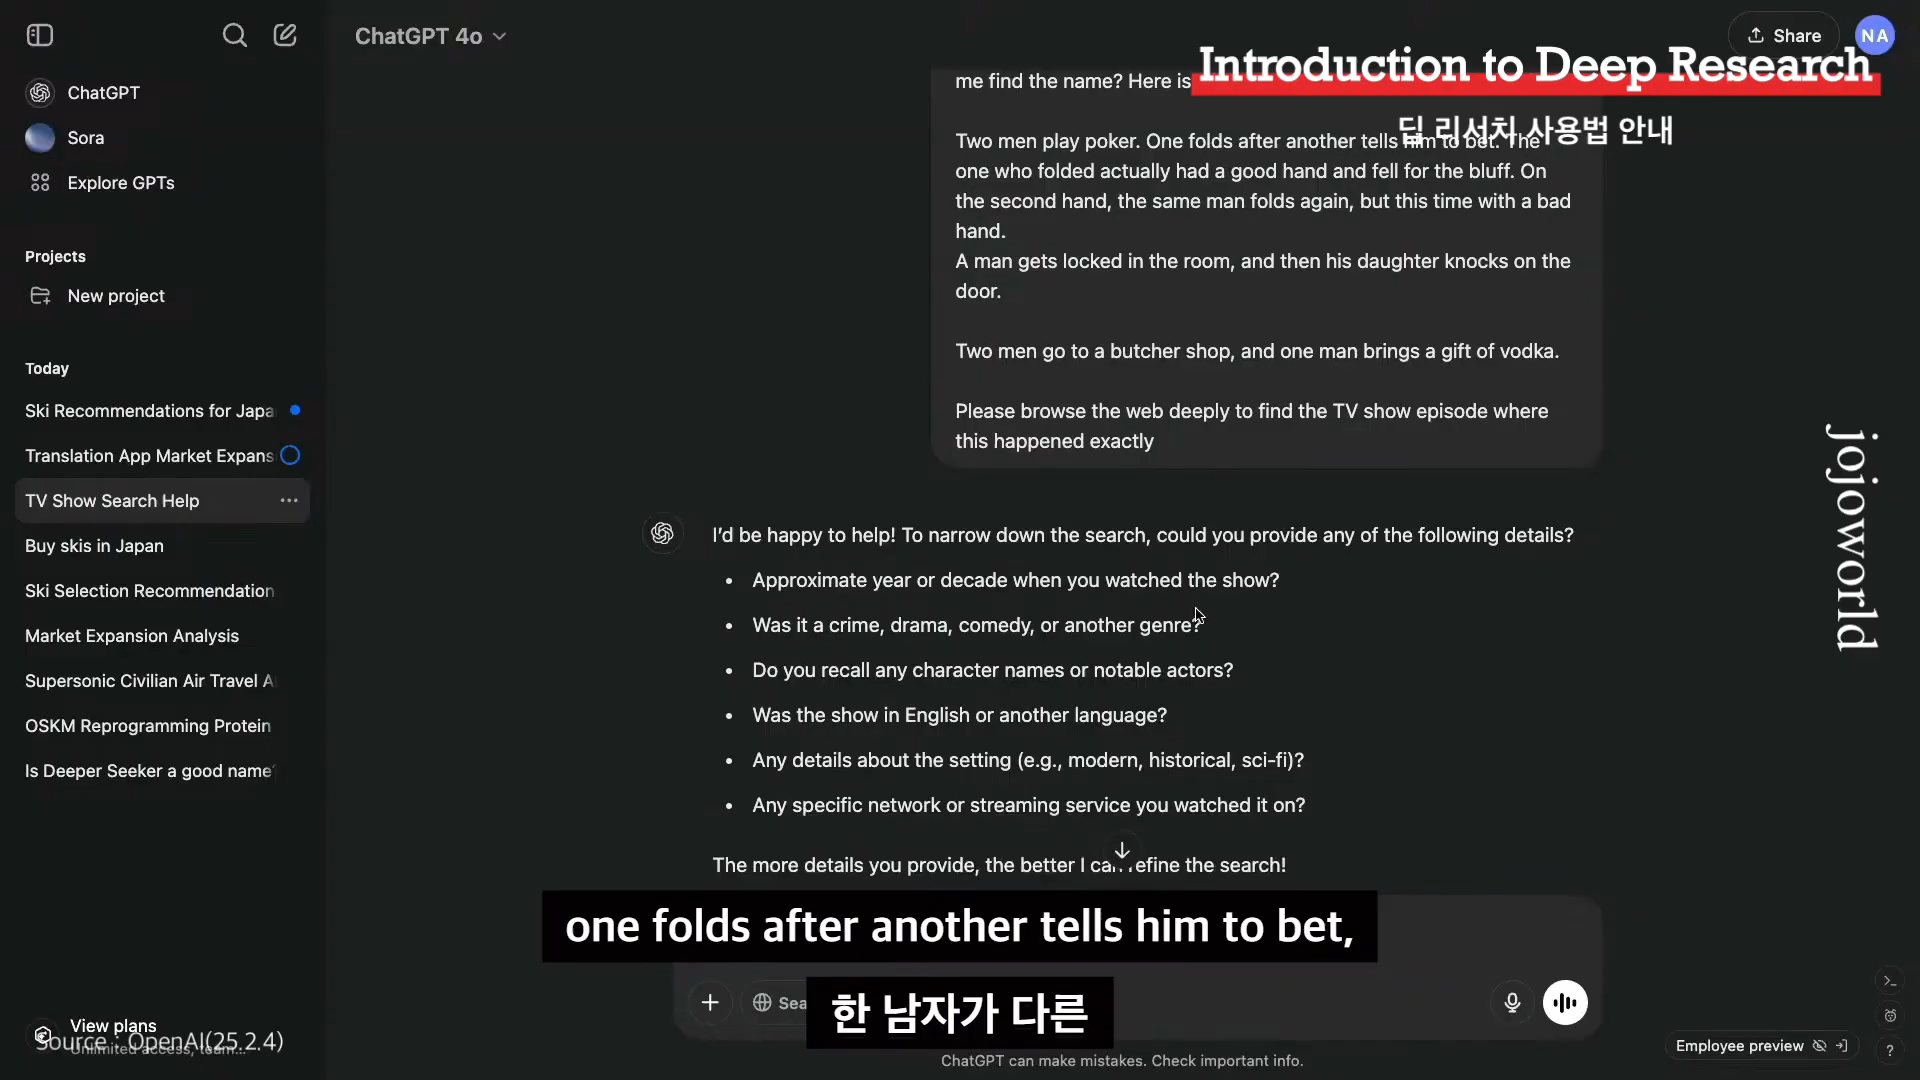 ChatGPT 4o
Share
NA
Introduction to Deep Research
딥 리서치 사용법 안내
ChatGPT
Sora
Explore GPTs
Projects
New project
Today
Ski Recommendations for Japa
Translation App Market Expans
TV Show Search Help
Buy skis in Japan
Ski Selection Recommendation
Market Expansion Analysis
Supersonic Civilian Air Travel A
OSKM Reprogramming Protein
Is Deeper Seeker a good name
View plans
Unlimited access, team...
Source : OpenAI(25.2.4)
me find the name? Here is
Two men play poker. One folds after another tells him to bet. The
one who folded actually had a good hand and fell for the bluff. On
the second hand, the same man folds again, but this time with a bad
hand.
A man gets locked in the room, and then his daughter knocks on the
door.
Two men go to a butcher shop, and one man brings a gift of vodka.
Please browse the web deeply to find the TV show episode where
this happened exactly
I'd be happy to help! To narrow down the search, could you provide any of the following details?
• Approximate year or decade when you watched the show?
• Was it a crime, drama, comedy, or another genre?
• Do you recall any character names or notable actors?
• Was the show in English or another language?
• Any details about the setting (e.g., modern, historical, sci-fi)?
• Any specific network or streaming service you watched it on?
The more details you provide, the better I can refine the search!
one folds after another tells him to bet,
Sea
한 남자가 다른
ChatGPT can make mistakes. Check important info.
Employee preview
?
jojoworld